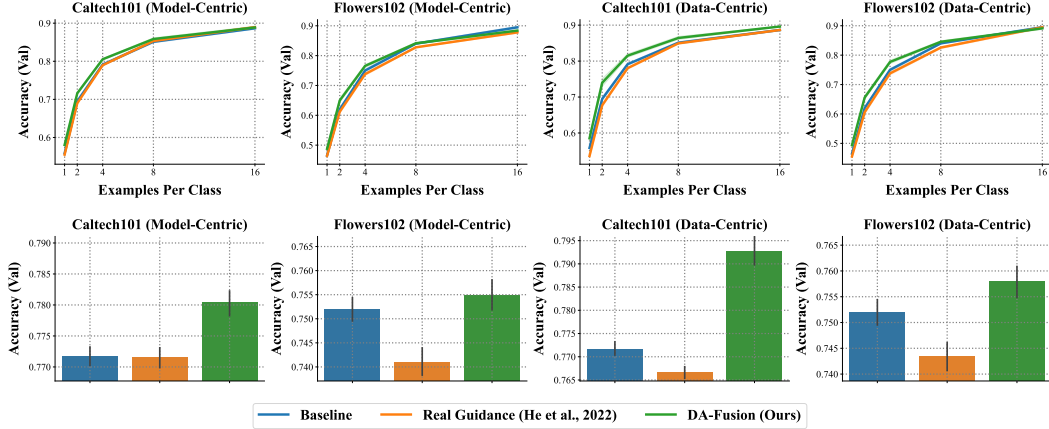 Caltech101 (Model-Centric)
Flowers102 (Model-Centric)
Caltech101 (Data-Centric)
Flowers102 (Data-Centric)
Accuracy (Val)
0.9
0.8
0.7
0.6
1 2 4 8 16
Examples Per Class
Accuracy (Val)
0.9
0.8
0.7
0.6
0.5
1 2 4 8 16
Examples Per Class
Accuracy (Val)
0.9
0.8
0.7
0.6
1 2 4 8 16
Examples Per Class
Accuracy (Val)
0.9
0.8
0.7
0.6
0.5
1 2 4 8 16
Examples Per Class
Caltech101 (Model-Centric)
Flowers102 (Model-Centric)
Caltech101 (Data-Centric)
Flowers102 (Data-Centric)
Accuracy (Val)
0.790
0.785
0.780
0.775
0.770
Accuracy (Val)
0.765
0.760
0.755
0.750
0.745
0.740
Accuracy (Val)
0.795
0.790
0.785
0.780
0.775
0.770
0.765
Accuracy (Val)
0.765
0.760
0.755
0.750
0.745
0.740
Baseline
Real Guidance (He et al., 2022)
DA-Fusion (Ours)